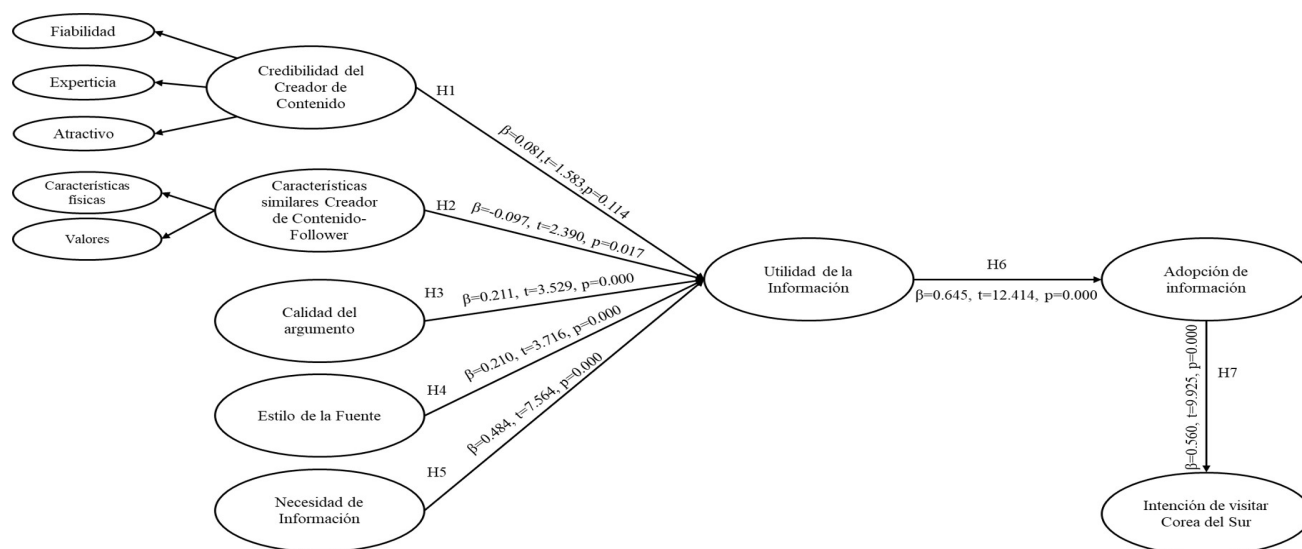 Fiabilidad
Experticia
Atractivo
Credibilidad del
Creador de
Contenido
H1
β=0.081,t=1.583,p=0.114
Características
físicas
Valores
Características
similares Creador
de Contenido-
Follower
H2
β=-0.097, t=2.390, p=0.017
Calidad del
argumento
H3
β=0.211, t=3.529, p=0.000
Estilo de la Fuente
H4
β=0.210, t=3.716, p=0.000
Necesidad de
Información
H5
β=0.484, t=7.564, p=0.000
Utilidad de la
Información
H6
β=0.645, t=12.414, p=0.000
Adopción de
información
H7
β=0.560, t=9.925, p=0.000
Intención de visitar
Corea del Sur